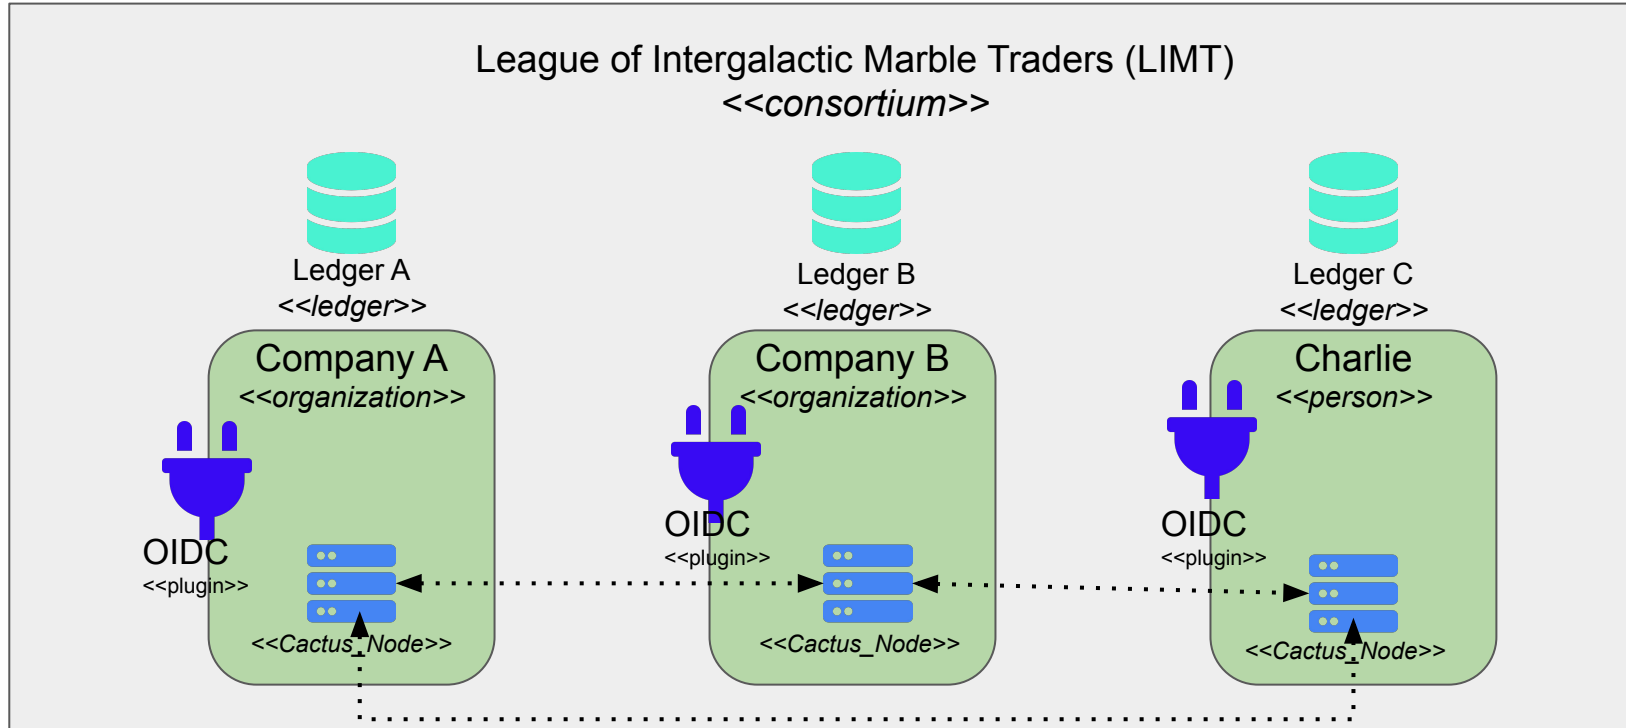 League of Intergalactic Marble Traders (LIMT)
<<consortium>>
Ledger A
<<ledger>>
Ledger B
<<ledger>>
Ledger C
<<ledger>>
Company A
<<organization>>
Company B
<<organization>>
Charlie
<<person>>
OIDC
<<plugin>>
OIDC
<<plugin>>
OIDC
<<plugin>>
<<Cactus_Node>>
<<Cactus_Node>>
<<Cactus_Node>>